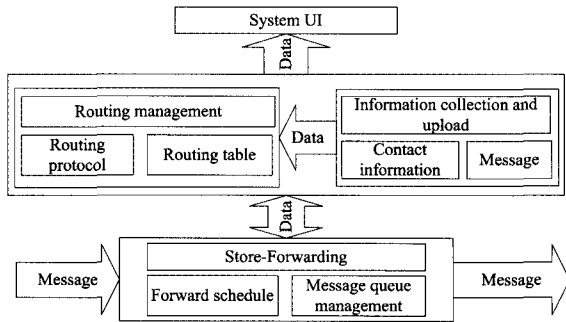 System UI
Data
Routing management
Routing
protocol
Routing table
Data
Information collection and
upload
Contact
information
Message
Data
Message
Store-Forwarding
Forward schedule
Message queue
management
Message